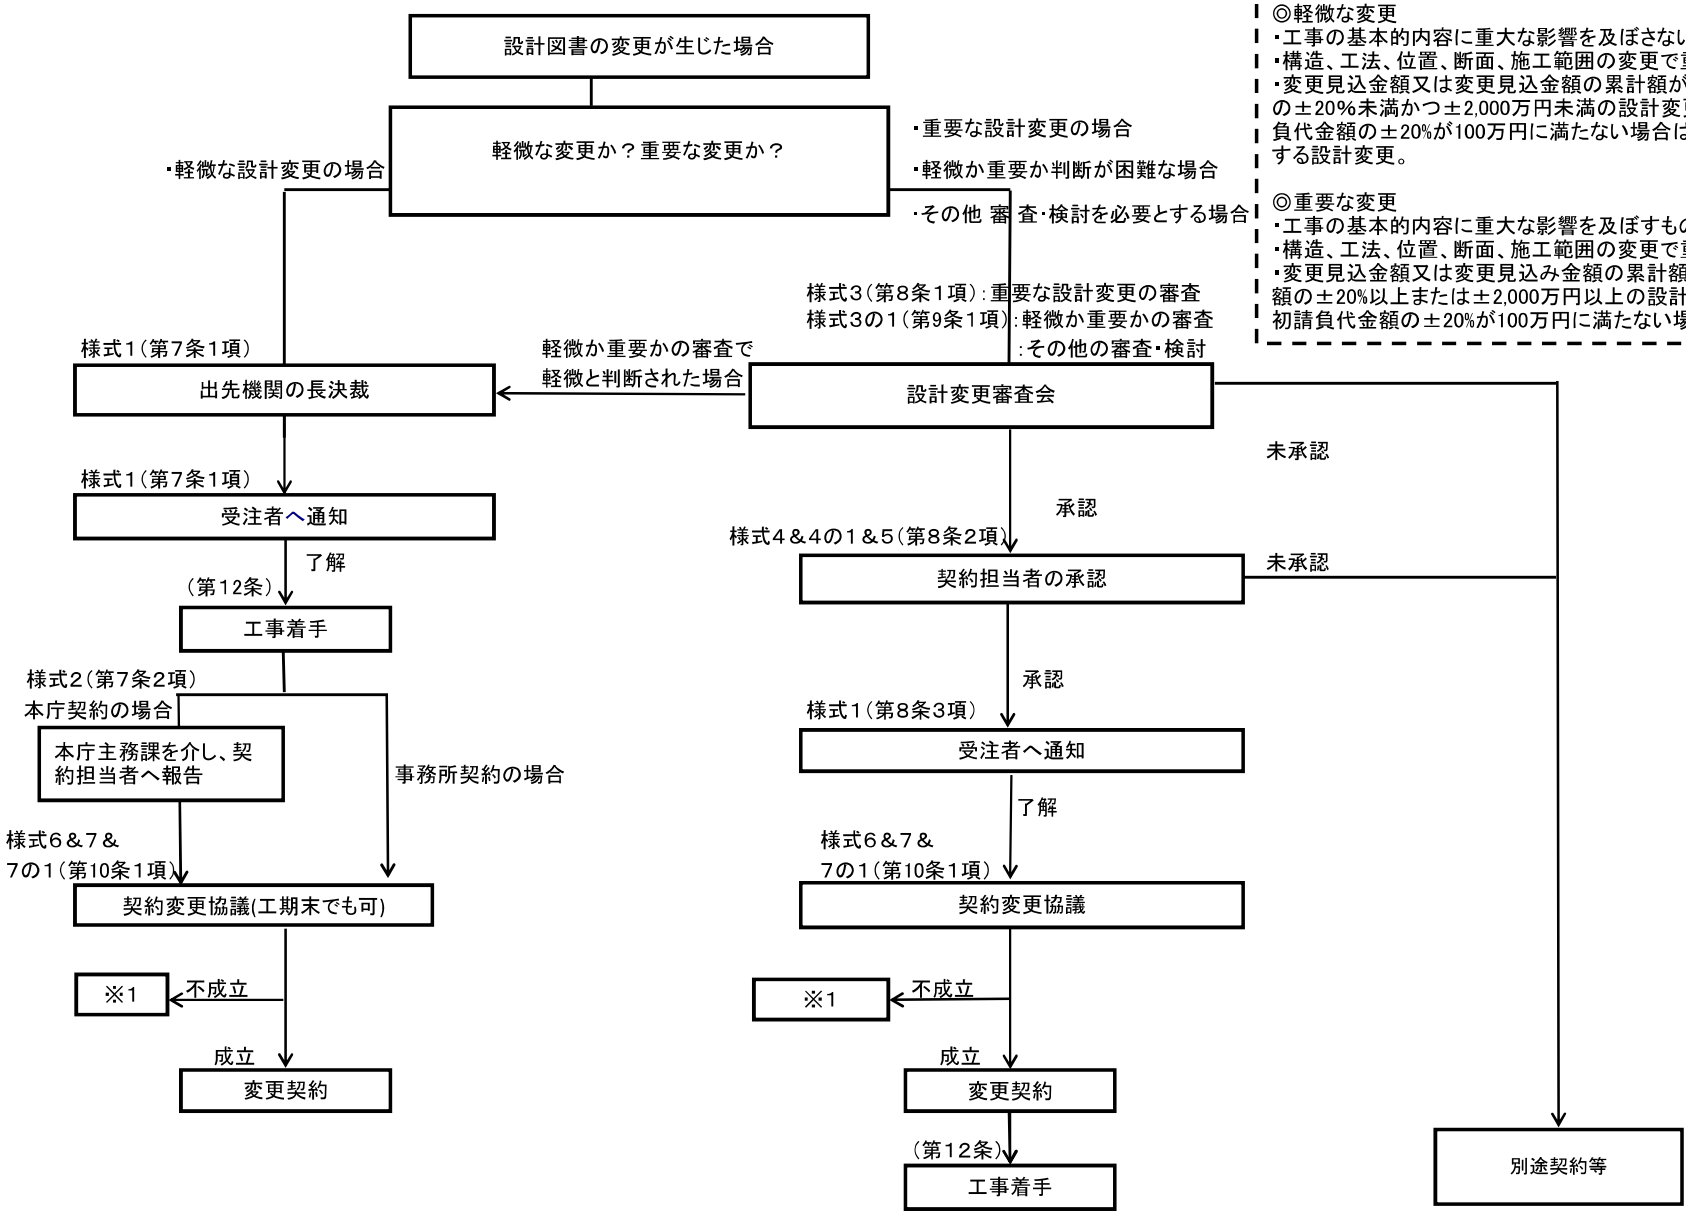 設計図書の変更が生じた場合
軽微な変更か？重要な変更か？
・軽微な設計変更の場合
・重要な設計変更の場合
・軽微か重要か判断が困難な場合
・その他 審査・検討を必要とする場合
◎軽微な変更
・工事の基本的内容に重大な影響を及ぼさない
・構造、工法、位置、断面、施工範囲の変更で
・変更見込金額又は変更見込金額の累計額が
の±20％未満かつ±2,000万円未満の設計変
負代金額の±20%が100万円に満たない場合は
する設計変更。
◎重要な変更
・工事の基本的内容に重大な影響を及ぼすもの
・構造、工法、位置、断面、施工範囲の変更で
・変更見込金額又は変更見込み金額の累計額
額の±20%以上または±2,000万円以上の設計
初請負代金額の±20%が100万円に満たない場
様式3（第8条1項）：重要な設計変更の審査
様式3の1（第9条1項）：軽微か重要かの審査
：その他の審査・検討
様式1（第7条1項）
出先機関の長決裁
軽微か重要かの審査で
軽微と判断された場合
設計変更審査会
未承認
様式1（第7条1項）
受注者へ通知
了解
承認
様式4＆4の1＆5（第8条2項）
契約担当者の承認
未承認
（第12条）
工事着手
様式2（第7条2項）
本庁契約の場合
本庁主務課を介し、契
約担当者へ報告
事務所契約の場合
承認
様式1（第8条3項）
受注者へ通知
了解
様式6＆7＆
7の1（第10条1項）
契約変更協議(工期末でも可)
様式6＆7＆
7の1（第10条1項）
契約変更協議
※1
不成立
成立
変更契約
※1
不成立
成立
変更契約
（第12条）
工事着手
別途契約等